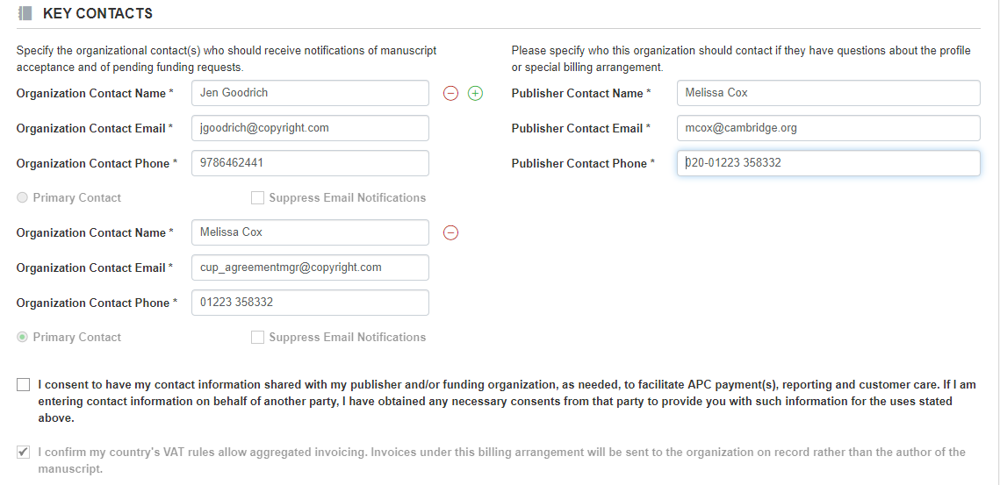 KEY CONTACTS
Specify the organizational contact(s) who should receive notifications of manuscript
acceptance and of pending funding requests.
Organization Contact Name * Jen Goodrich
Organization Contact Email * jgoodrich@copyright.com
Organization Contact Phone * 9786462441
Primary Contact Suppress Email Notifications
Organization Contact Name * Melissa Cox
Organization Contact Email * cup_agreementmgr@copyright.com
Organization Contact Phone * 01223 358332
Primary Contact Suppress Email Notifications
Please specify who this organization should contact if they have questions about the profile
or special billing arrangement.
Publisher Contact Name * Melissa Cox
Publisher Contact Email * mcox@cambridge.org
Publisher Contact Phone * 020-01223 358332
I consent to have my contact information shared with my publisher and/or funding organization, as needed, to facilitate APC payment(s), reporting and customer care. If I am
entering contact information on behalf of another party, I have obtained any necessary consents from that party to provide you with such information for the uses stated
above.
I confirm my country's VAT rules allow aggregated invoicing. Invoices under this billing arrangement will be sent to the organization on record rather than the author of the
manuscript.